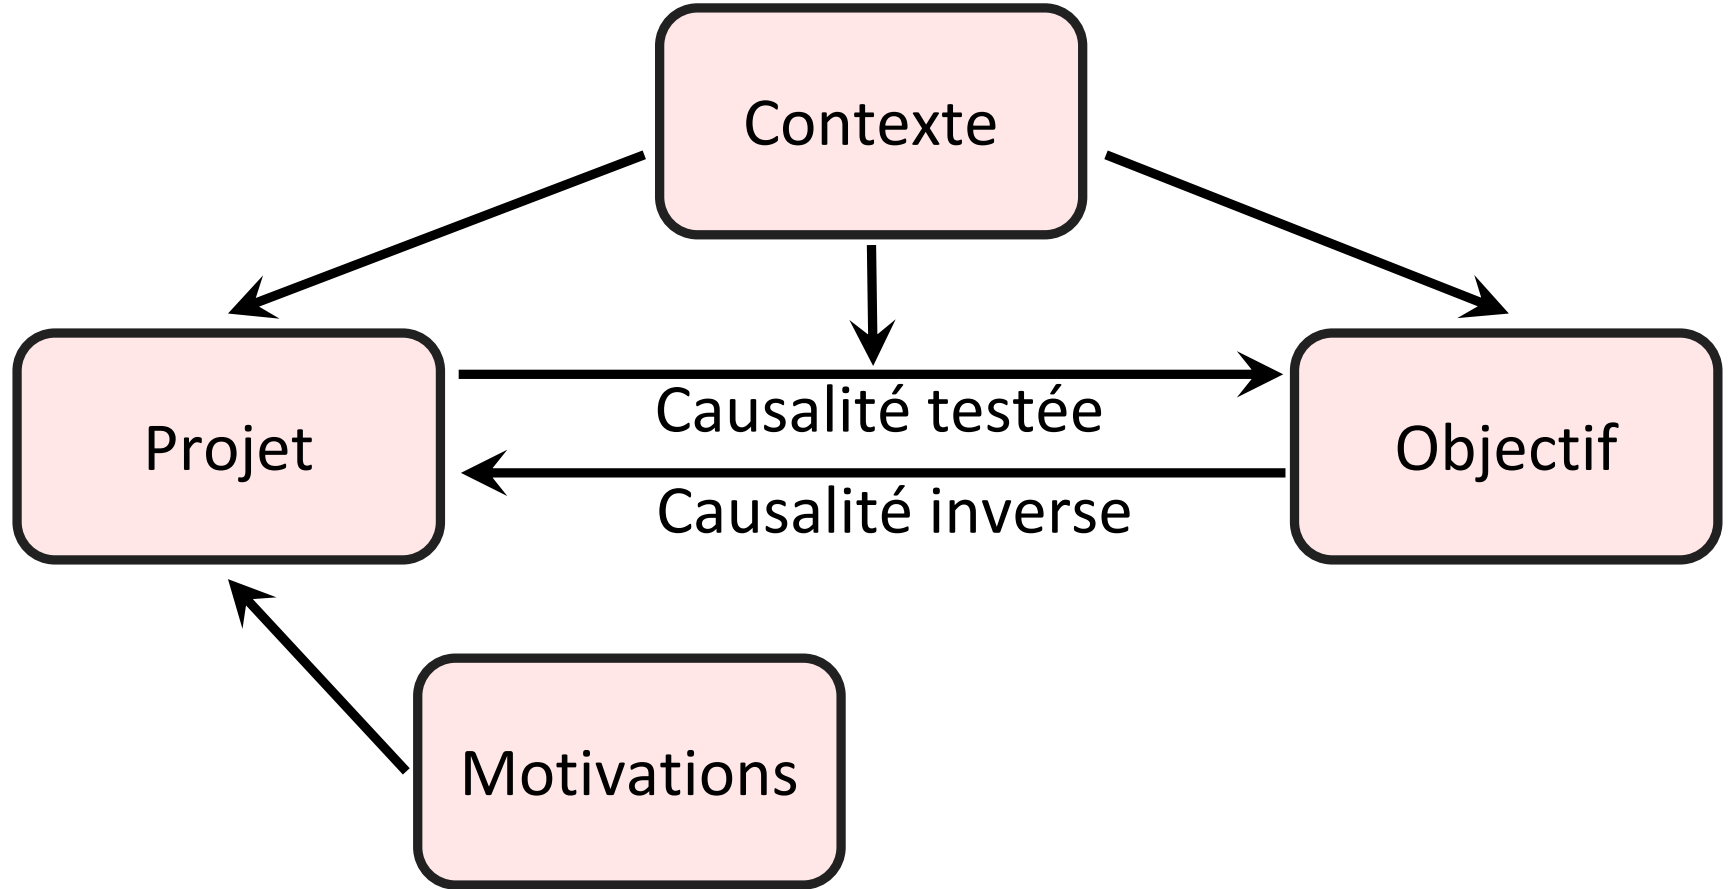 Contexte
Causalité testée
Projet
Objectif
Causalité inverse
Motivations